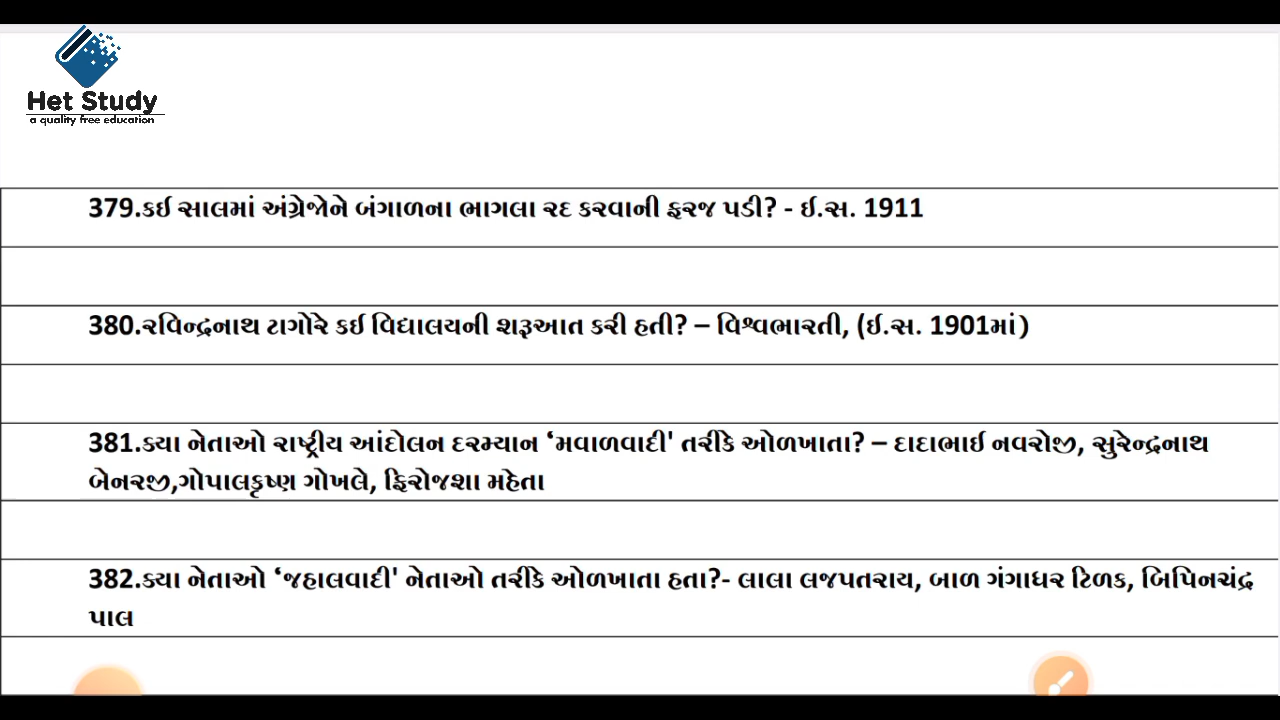 Het Study
a quality free education
379.કઈ સાલમાં અંગ્રેજોને બંગાળના ભાગલા રદ કરવાની ફરજ પડી? - ઈ.સ. 1911
380.રવિન્દ્રનાથ ટાગોરે કઈ વિદ્યાલયની શરૂઆત કરી હતી? – વિશ્વભારતી, (ઈ.સ. 1901માં)
381.ક્યા નેતાઓ રાષ્ટ્રીય આંદોલન દરમ્યાન ‘મવાળવાદી' તરીકે ઓળખાતા? – દાદાભાઈ નવરોજી, સુરેન્દ્રનાથ
બેનરજી,ગોપાલકૃષ્ણ ગોખલે, ફિરોજશા મહેતા
382.ક્યા નેતાઓ ‘જહાલવાદી' નેતાઓ તરીકે ઓળખાતા હતા?- લાલા લજપતરાય, બાળ ગંગાધર ટિળક, બિપિનચંદ્ર
પાલ